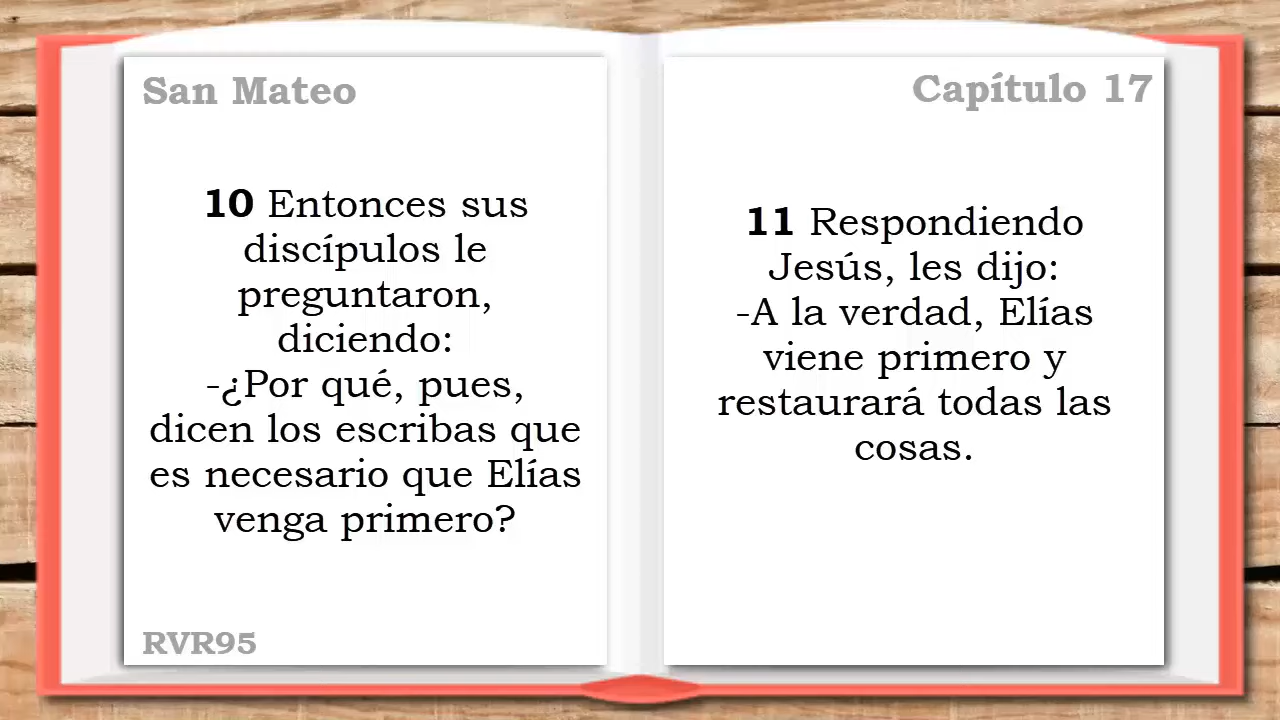 San Mateo
10 Entonces sus
discípulos le
preguntaron,
diciendo:
-¿Por qué, pues,
dicen los escribas que
es necesario que Elías
venga primero?
RVR95
Capítulo 17
11 Respondiendo
Jesús, les dijo:
-A la verdad, Elías
viene primero y
restaurará todas las
cosas.